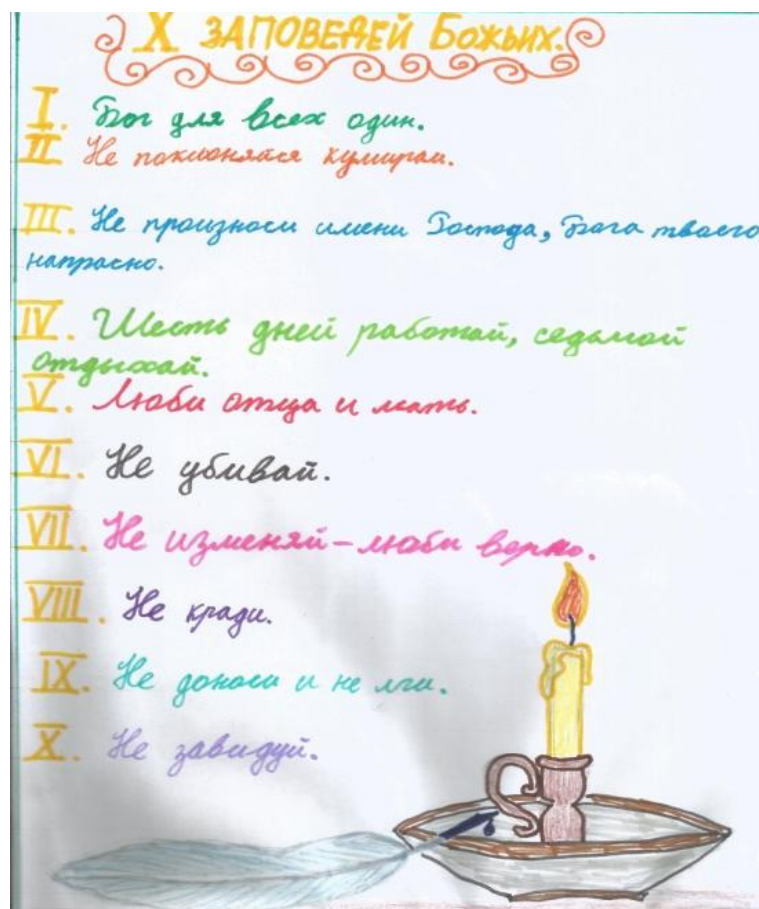 X ЗАПОВЕДЕЙ БОЖЬИХ.
I. Бог для всех один.
II Не поклоняйся кумирам.
III. Не произноси имени Господа, Бога твоего,
напрасно.
IV. Шесть дней работай, седьмой
отдыхай.
V. Люби отца и мать.
VI. Не убивай.
VII. Не изменяй-люби верно.
VIII. Не кради.
IX. Не доноси и не лги.
X. Не завидуй.